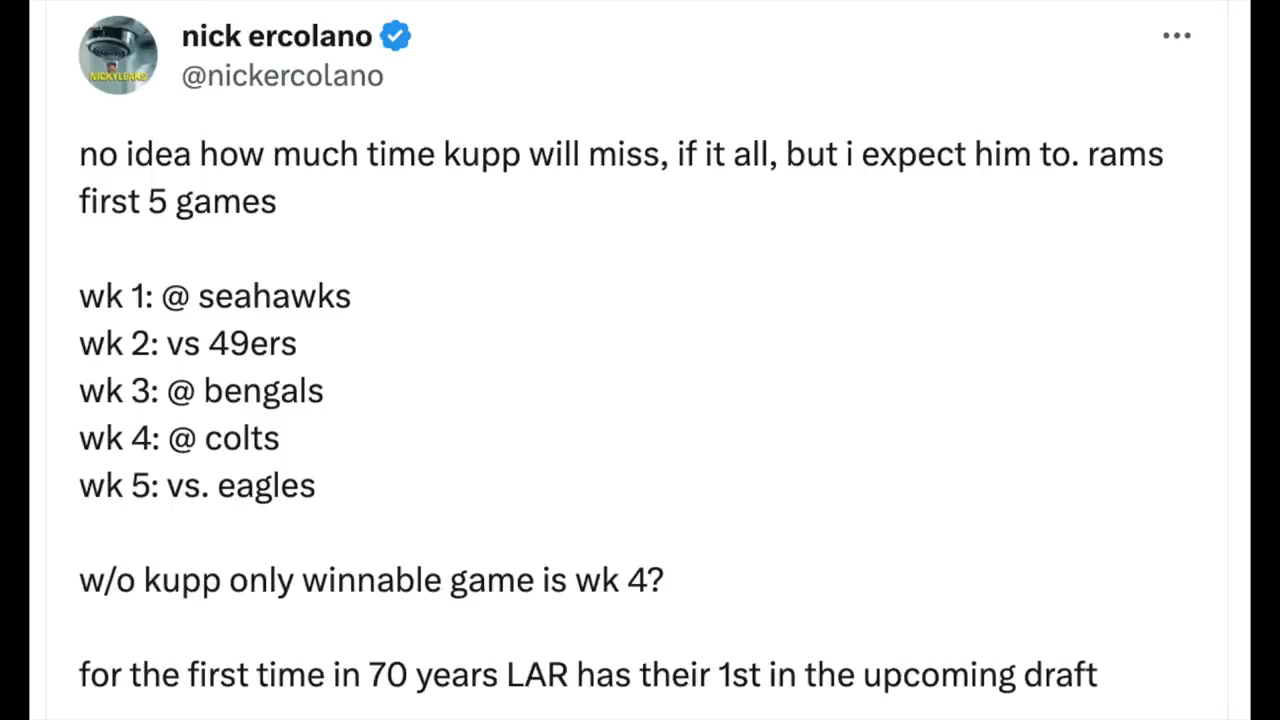 nick ercolano
@nickercolano
NICKYLEAKS
no idea how much time kupp will miss, if it all, but i expect him to. rams
first 5 games
wk 1: @ seahawks
wk 2: vs 49ers
wk 3: @ bengals
wk 4: @ colts
wk 5: vs. eagles
w/o kupp only winnable game is wk 4?
for the first time in 70 years LAR has their 1st in the upcoming draft